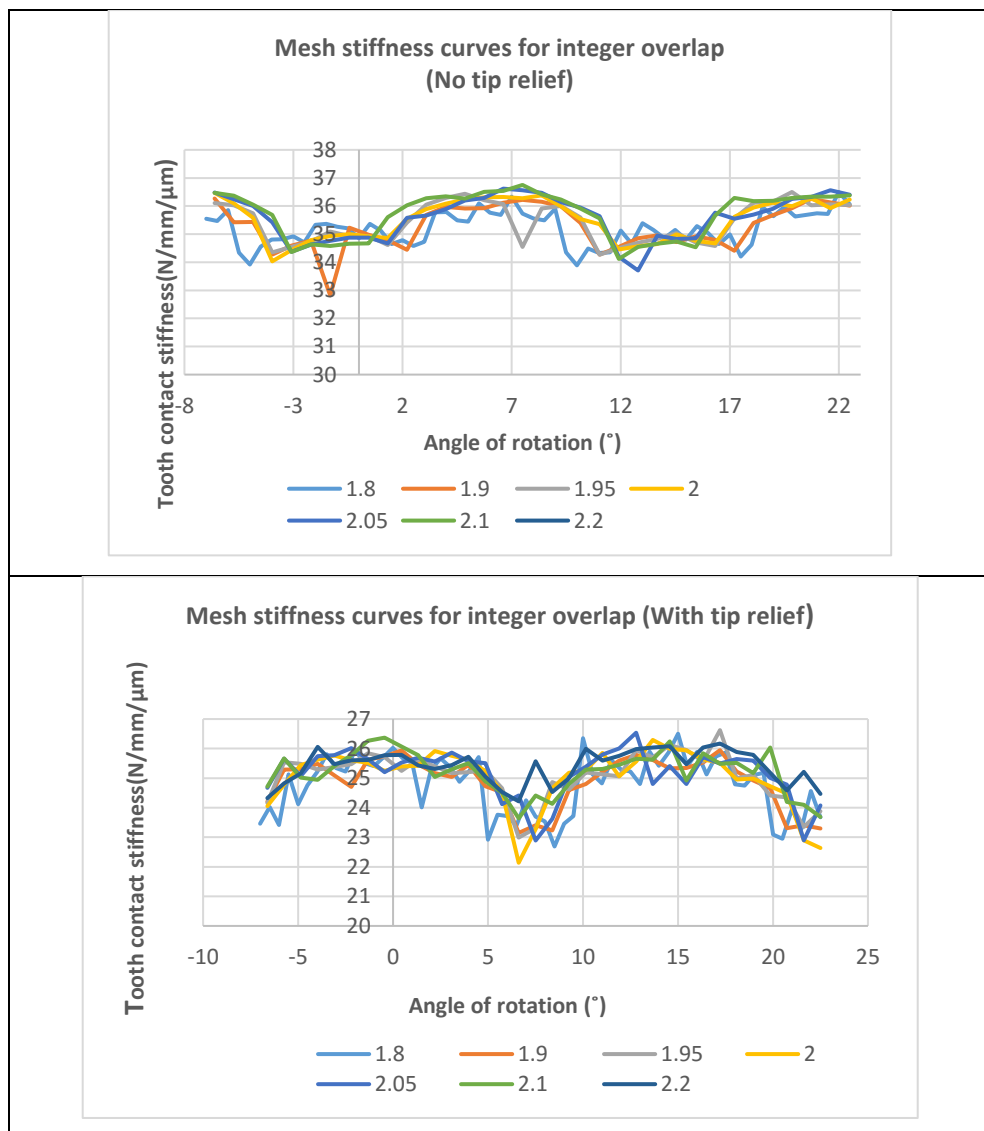 Mesh stiffness curves for integer overlap
(No tip relief)
Tooth contact stiffness(N/mm/μm)
38
37
36
35
34
33
32
31
30
-8 -3 2 7 12 17 22
Angle of rotation (˚)
1.8 1.9 1.95 2
2.05 2.1 2.2
Mesh stiffness curves for integer overlap (With tip relief)
Tooth contact stiffness(N/mm/μm)
27
26
25
24
23
22
21
20
-10 -5 0 5 10 15 20 25
Angle of rotation (˚)
1.8 1.9 1.95 2
2.05 2.1 2.2